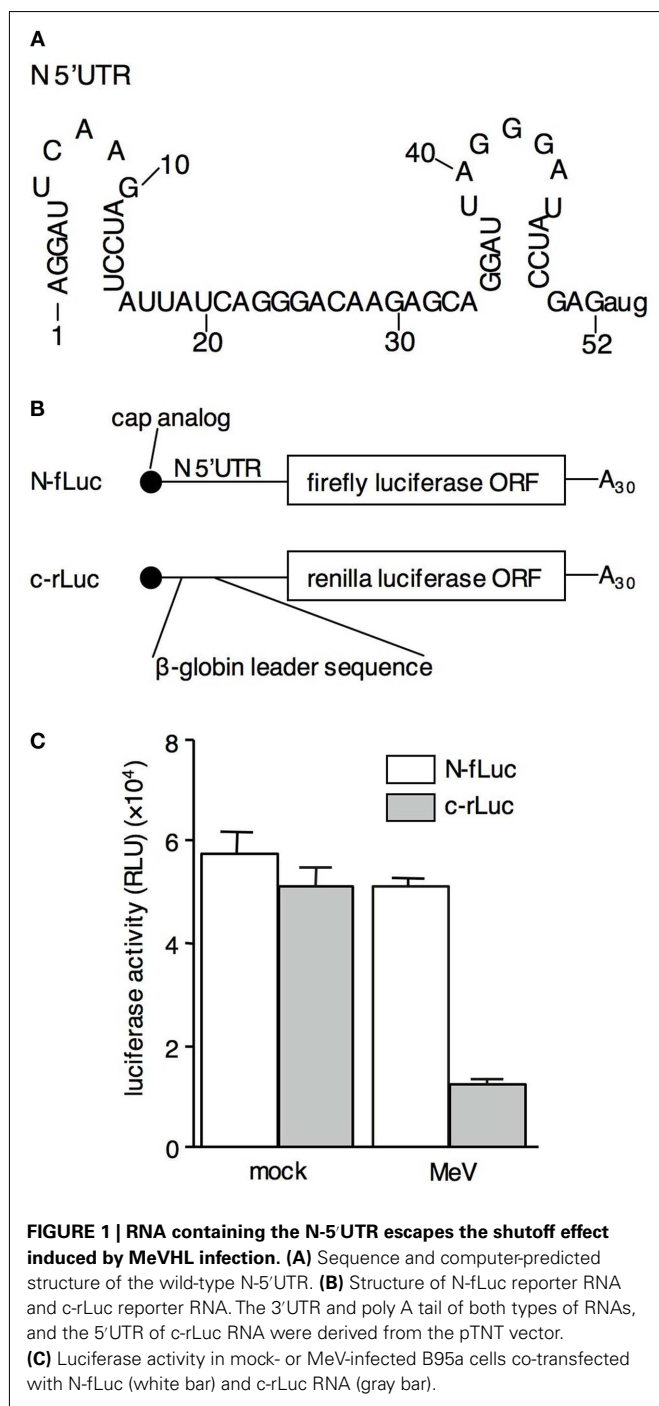 A
N 5'UTR
AGGAU
U
C
A
A
G
10
UCCUA
1
AUUAUCAGGGACAAGAGCA
20
30
GGAU
U
40
A
G
G
G
A
U
CCUA
GAGaug
52
B
cap analog
N-fLuc
N 5'UTR
firefly luciferase ORF
A30
c-rLuc
renilla luciferase ORF
A30
β-globin leader sequence
C
luciferase activity (RLU) (×10⁴)
8
6
4
2
0
N-fLuc
c-rLuc
mock
MeV
FIGURE 1 | RNA containing the N-5′UTR escapes the shutoff effect
induced by MeVHL infection. (A) Sequence and computer-predicted
structure of the wild-type N-5′UTR. (B) Structure of N-fLuc reporter RNA
and c-rLuc reporter RNA. The 3′UTR and poly A tail of both types of RNAs,
and the 5′UTR of c-rLuc RNA were derived from the pTNT vector.
(C) Luciferase activity in mock- or MeV-infected B95a cells co-transfected
with N-fLuc (white bar) and c-rLuc RNA (gray bar).